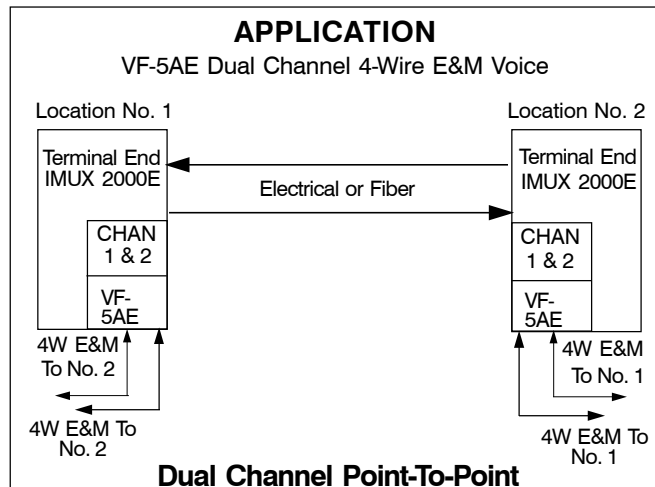 APPLICATION
VF-5AE Dual Channel 4-Wire E&M Voice
Location No. 1
Location No. 2
Terminal End
IMUX 2000E
Terminal End
IMUX 2000E
Electrical or Fiber
CHAN
1 & 2
CHAN
1 & 2
VF-
5AE
VF-
5AE
4W E&M
To No. 2
4W E&M
To No. 1
4W E&M To
No. 2
4W E&M To
No. 1
Dual Channel Point-To-Point